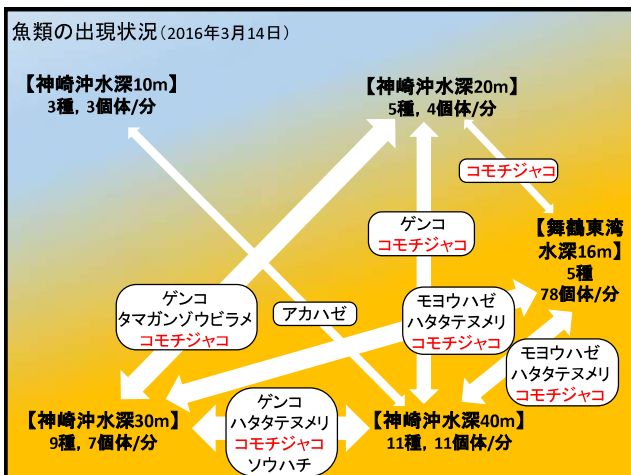 魚類の出現状況（2016年3月14日）
【神崎沖水深10m】
3種，3個体/分
【神崎沖水深20m】
5種，4個体/分
コモチジャコ
ゲンコ
コモチジャコ
【舞鶴東湾
水深16m】
5種
78個体/分
ゲンコ
タマガンゾウビラメ
コモチジャコ
アカハゼ
モヨウハゼ
ハタタテヌメリ
コモチジャコ
モヨウハゼ
ハタタテヌメリ
コモチジャコ
【神崎沖水深30m】
9種，7個体/分
ゲンコ
ハタタテヌメリ
コモチジャコ
ソウハチ
【神崎沖水深40m】
11種，11個体/分